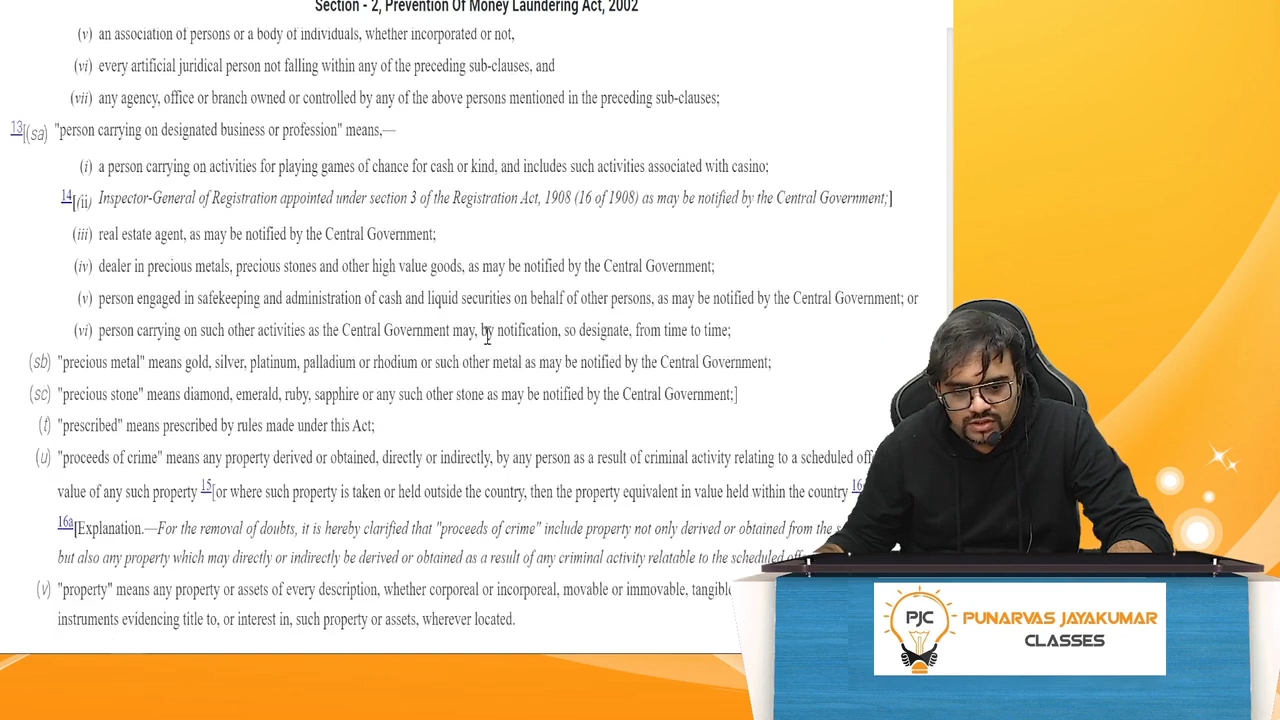 Section - 2, Prevention Of Money Laundering Act, 2002
(v) an association of persons or a body of individuals, whether incorporated or not,
(vi) every artificial juridical person not falling within any of the preceding sub-clauses, and
(vii) any agency, office or branch owned or controlled by any of the above persons mentioned in the preceding sub-clauses;
13[(sa) "person carrying on designated business or profession" means,—
(i) a person carrying on activities for playing games of chance for cash or kind, and includes such activities associated with casino;
14[(ii) Inspector-General of Registration appointed under section 3 of the Registration Act, 1908 (16 of 1908) as may be notified by the Central Government;]
(iii) real estate agent, as may be notified by the Central Government;
(iv) dealer in precious metals, precious stones and other high value goods, as may be notified by the Central Government;
(v) person engaged in safekeeping and administration of cash and liquid securities on behalf of other persons, as may be notified by the Central Government; or
(vi) person carrying on such other activities as the Central Government may, by notification, so designate, from time to time;
(sb) "precious metal" means gold, silver, platinum, palladium or rhodium or such other metal as may be notified by the Central Government;
(sc) "precious stone" means diamond, emerald, ruby, sapphire or any such other stone as may be notified by the Central Government;]
(t) "prescribed" means prescribed by rules made under this Act;
(u) "proceeds of crime" means any property derived or obtained, directly or indirectly, by any person as a result of criminal activity relating to a scheduled
value of any such property 15[or where such property is taken or held outside the country, then the property equivalent in value held within the country
16a[Explanation.—For the removal of doubts, it is hereby clarified that "proceeds of crime" include property not only derived or obtained from the
but also any property which may directly or indirectly be derived or obtained as a result of any criminal activity relatable to the scheduled
(v) "property" means any property or assets of every description, whether corporeal or incorporeal, movable or immovable, tangible
instruments evidencing title to, or interest in, such property or assets, wherever located.
PJC PUNARVAS JAYAKUMAR
CLASSES